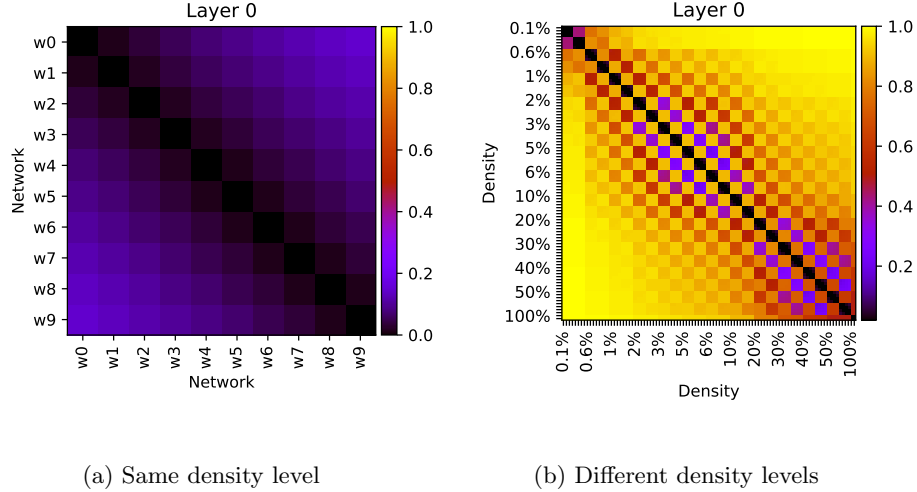 Layer 0
w0
w1
w2
w3
w4
w5
w6
w7
w8
w9
Network
w0 w1 w2 w3 w4 w5 w6 w7 w8 w9
Network
1.0
0.8
0.6
0.4
0.2
0.0
Layer 0
0.1%
0.6%
1%
2%
3%
5%
6%
10%
20%
30%
40%
50%
100%
Density
0.1% 0.6% 1% 2% 3% 5% 6% 10% 20% 30% 40% 50% 100%
Density
1.0
0.8
0.6
0.4
0.2
(a) Same density level
(b) Different density levels